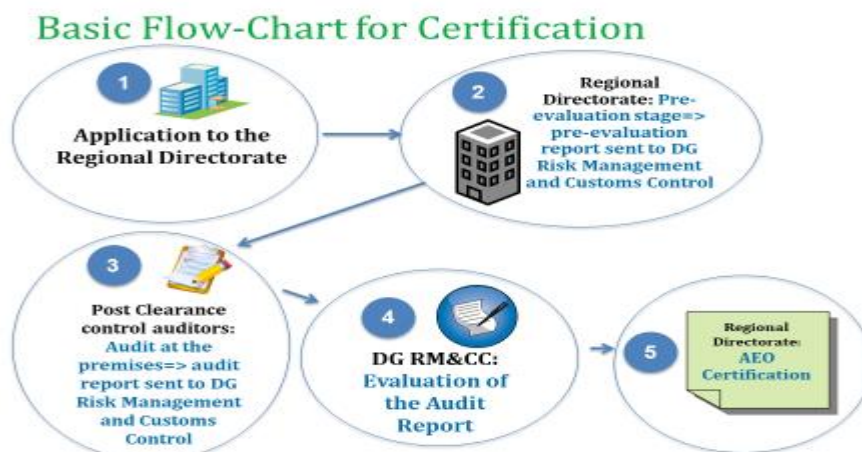 Basic Flow-Chart for Certification
1
Application to the
Regional Directorate
2
Regional
Directorate: Pre-
evaluation stage=>
pre-evaluation
report sent to DG
Risk Management
and Customs Control
3
Post Clearance
control auditors:
Audit at the
premises=> audit
report sent to DG
Risk Management
and Customs
Control
4
DG RM&CC:
Evaluation of
the Audit
Report
5
Regional
Directorate:
AEO
Certification